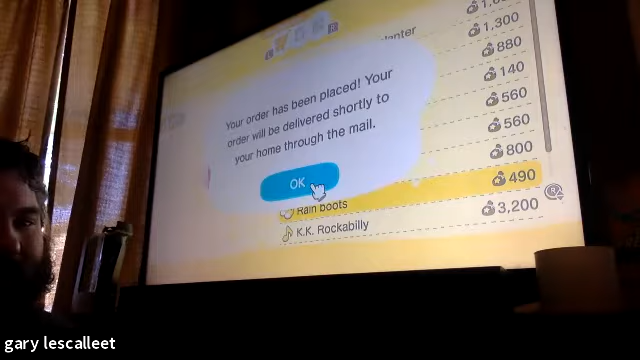 1,300
880
140
560
560
800
490
3,200
Your order has been placed! Your
order will be delivered shortly to
your home through the mail.
OK
Rain boots
K.K. Rockabilly
gary lescalleet